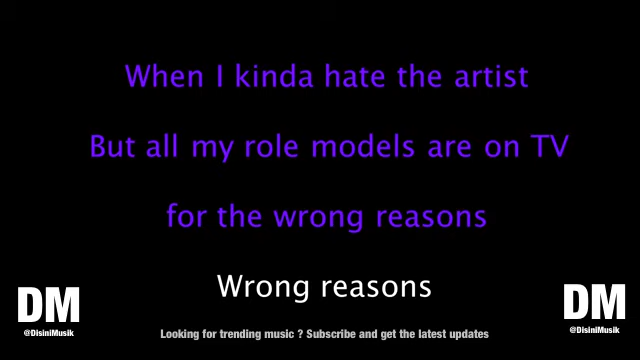 When I kinda hate the artist
But all my role models are on TV
for the wrong reasons
Wrong reasons
DM
@DisiniMusik
Looking for trending music ? Subscribe and get the latest updates
DM
@DisiniMusik